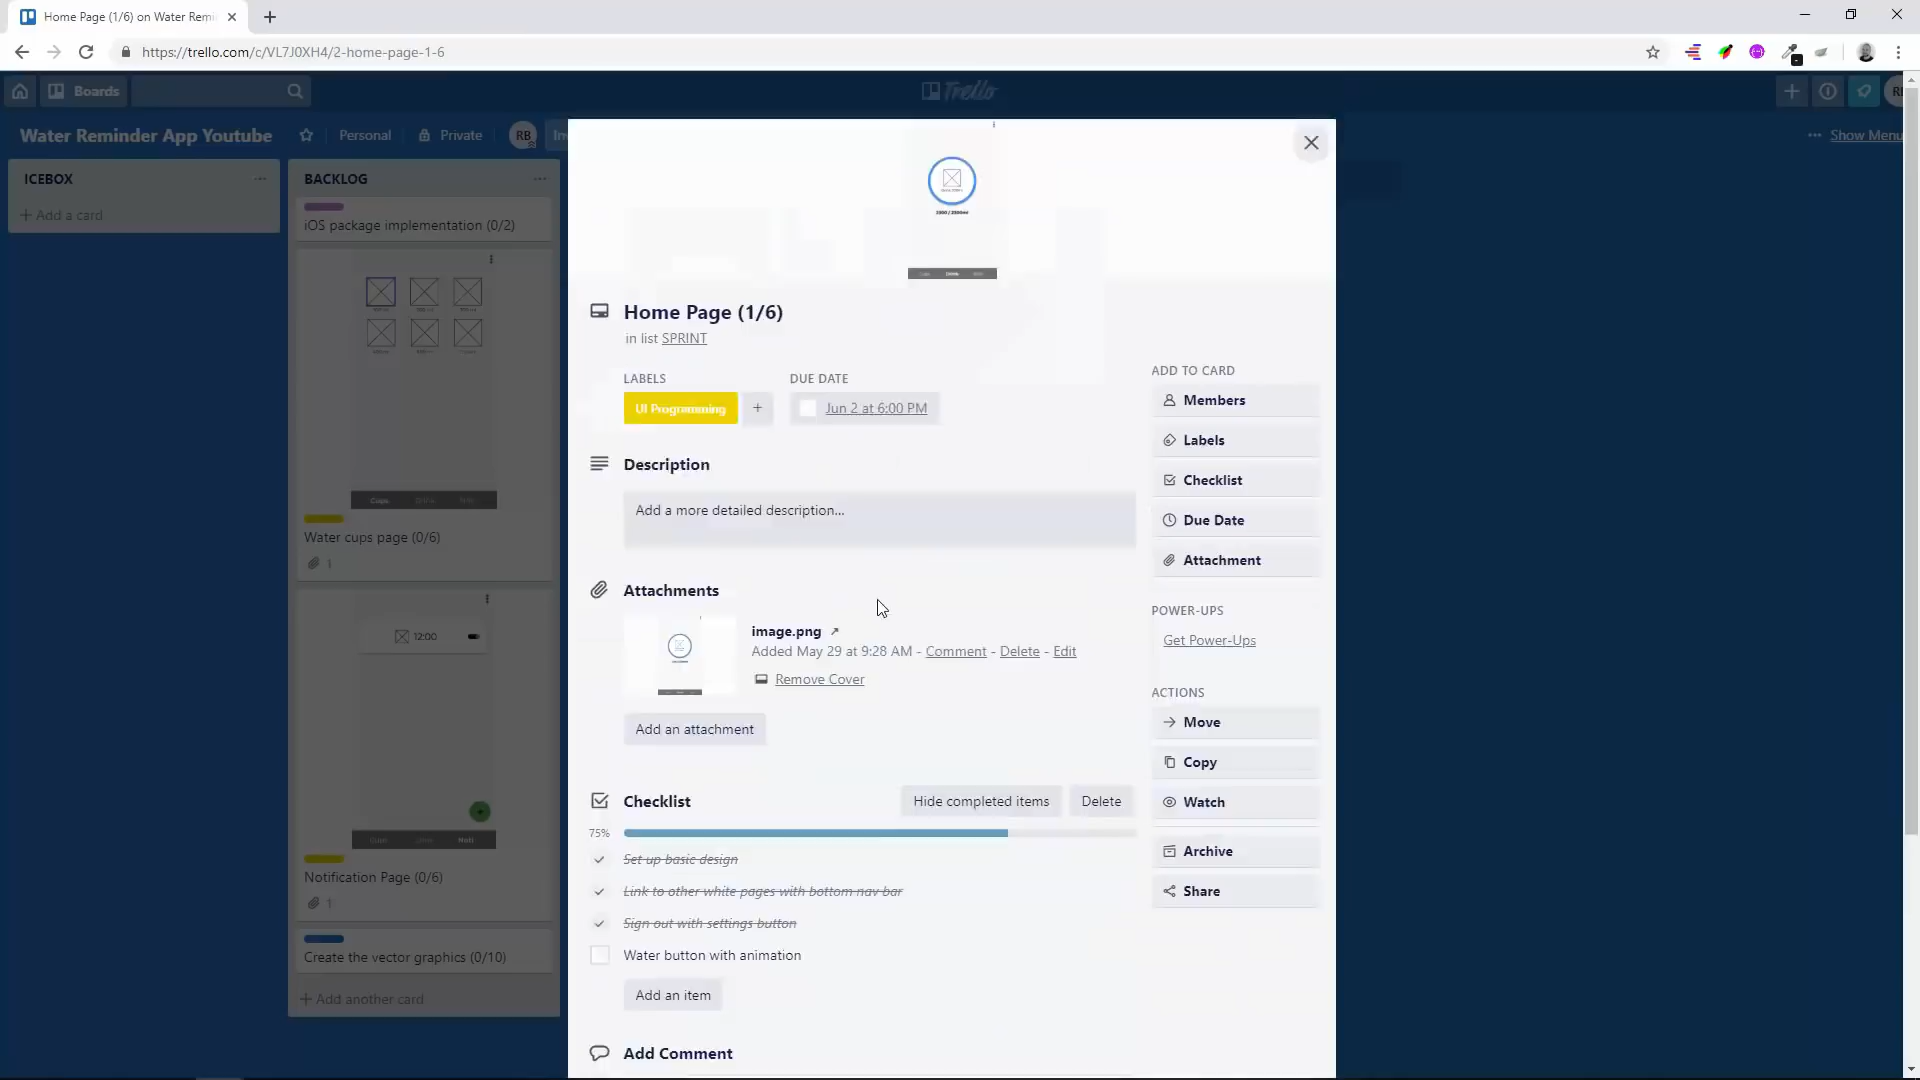 Home Page (1/6) on Water Remi
https://trello.com/c/VL7J0XH4/2-home-page-1-6
Boards
Trello
Water Reminder App Youtube
Personal
Private
RB
Show Menu
ICEBOX
+ Add a card
BACKLOG
iOS package implementation (0/2)
Cups
Water cups page (0/6)
1
12:00
Noti
Notification Page (0/6)
1
Create the vector graphics (0/10)
+ Add another card
Home Page (1/6)
in list SPRINT
LABELS
DUE DATE
UI Programming
+
Jun 2 at 6:00 PM
Description
Add a more detailed description...
Attachments
image.png
Added May 29 at 9:28 AM - Comment - Delete - Edit
Remove Cover
Add an attachment
Checklist
Hide completed items
Delete
75%
Set up basic design
Link to other white pages with bottom nav bar
Sign out with settings button
Water button with animation
Add an item
Add Comment
ADD TO CARD
Members
Labels
Checklist
Due Date
Attachment
POWER-UPS
Get Power-Ups
ACTIONS
Move
Copy
Watch
Archive
Share